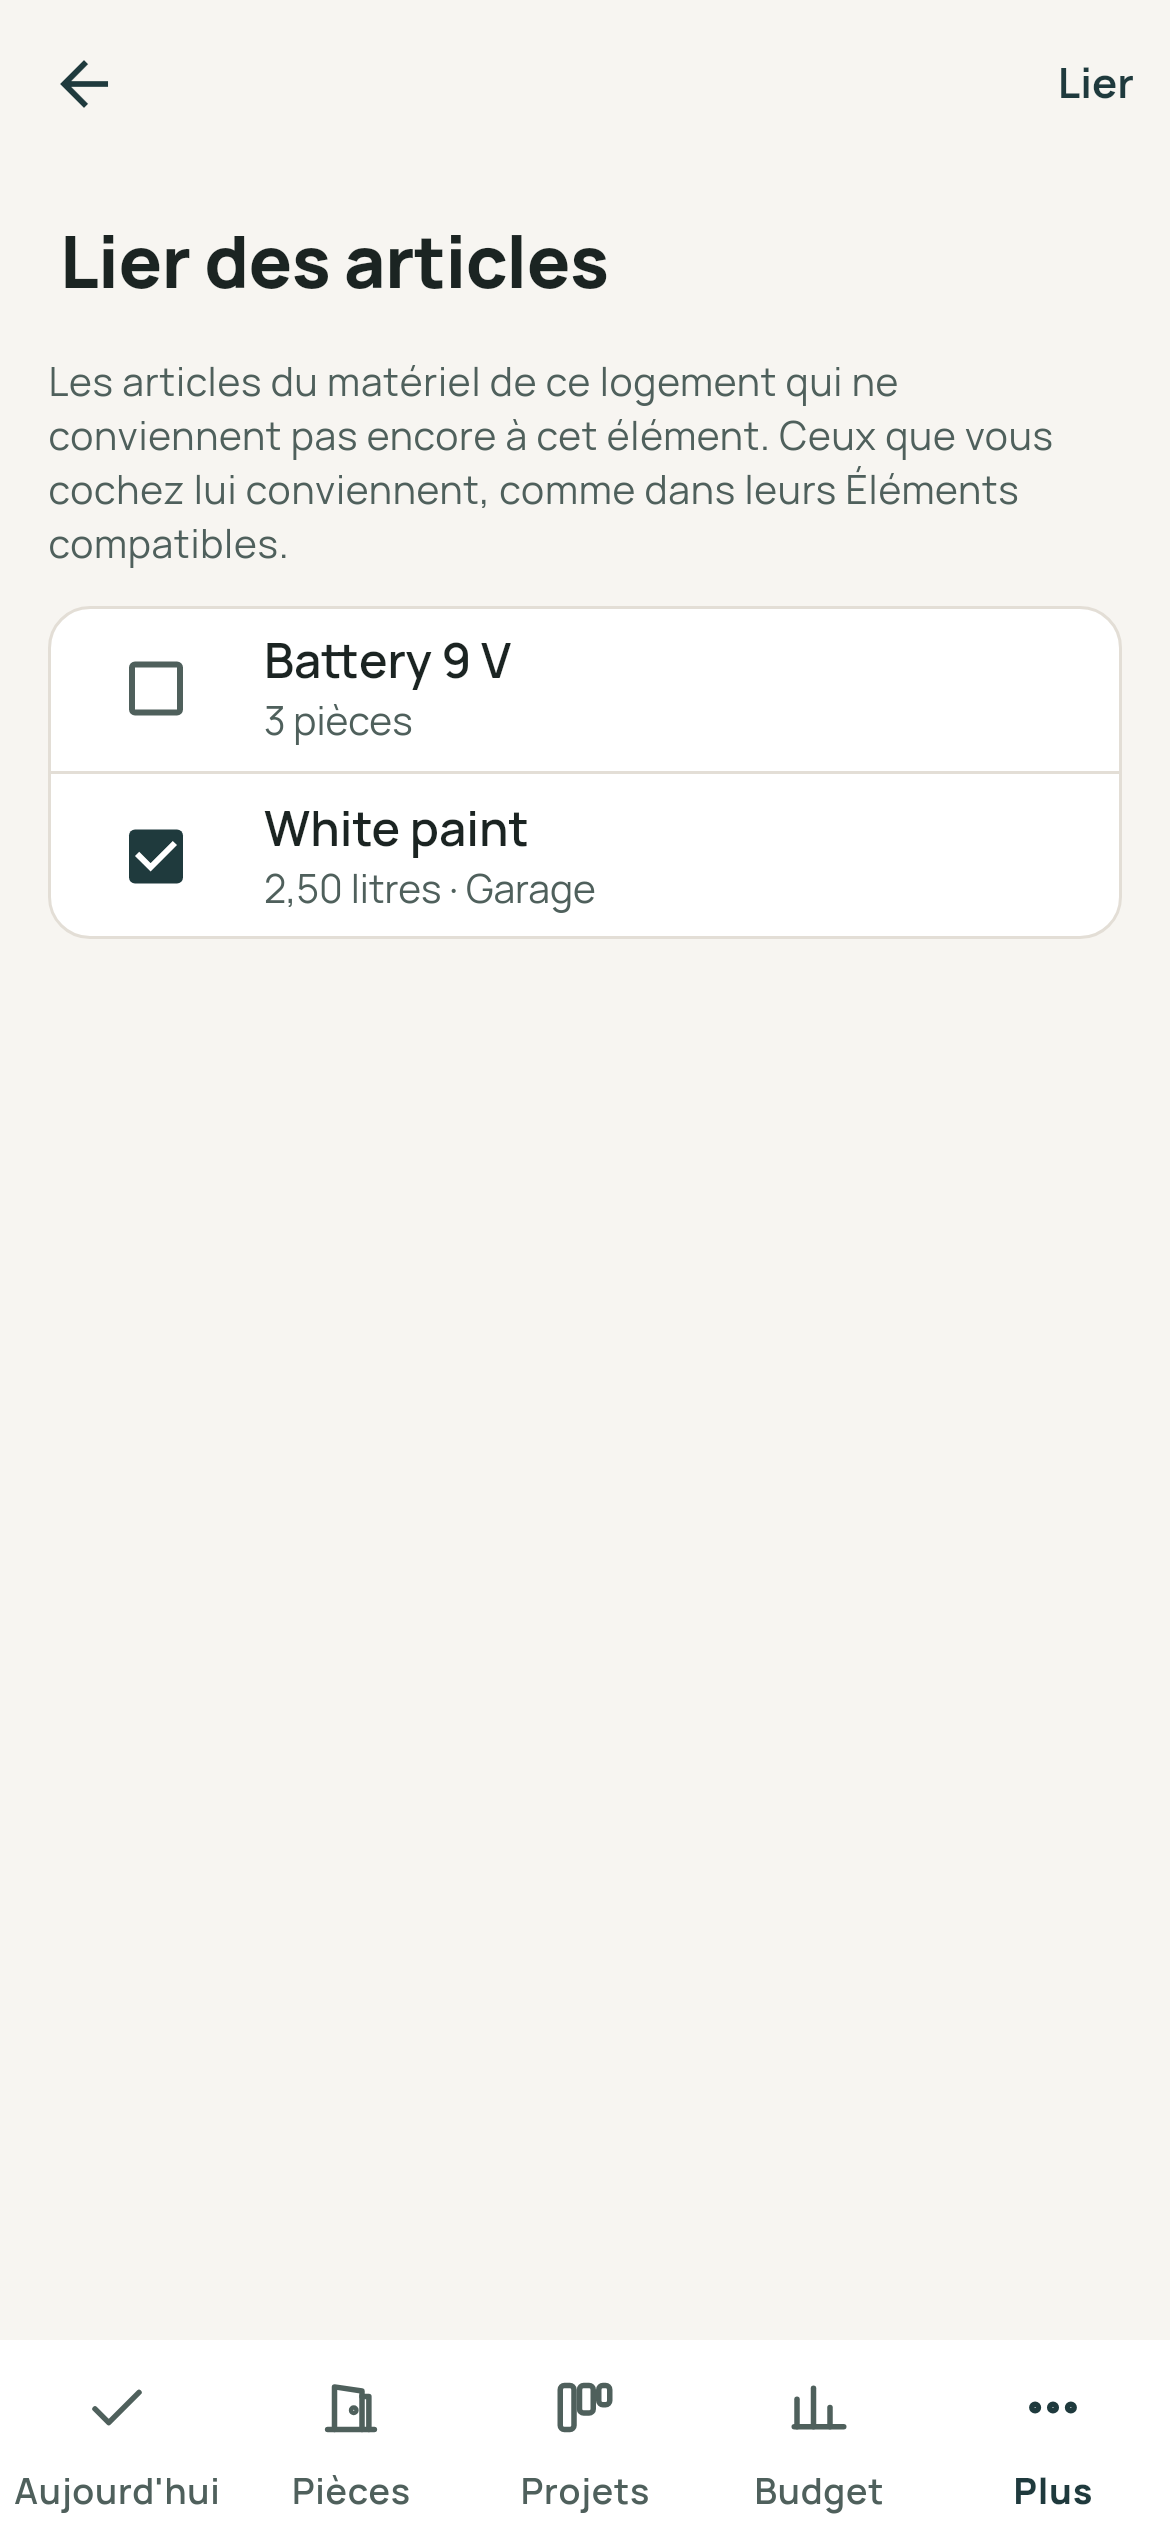 Lier
Lier des articles
Les articles du matériel de ce logement qui ne
conviennent pas encore à cet élément. Ceux que vous
cochez lui conviennent, comme dans leurs Éléments
compatibles.
Battery 9 V
3 pièces
White paint
2,50 litres · Garage
Aujourd'hui
Pièces
Projets
Budget
Plus